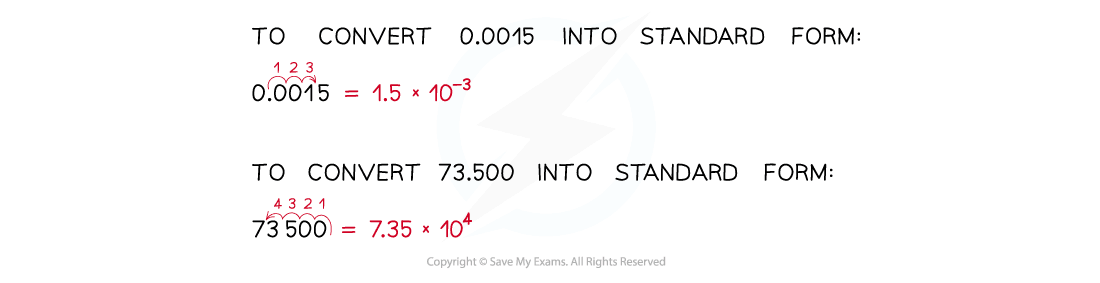 TO CONVERT 0.0015 INTO STANDARD FORM:
1 2 3
0.0015 = 1.5 × 10⁻³
TO CONVERT 73.500 INTO STANDARD FORM:
4 3 2 1
73 500 = 7.35 × 10⁴
Copyright © Save My Exams. All Rights Reserved